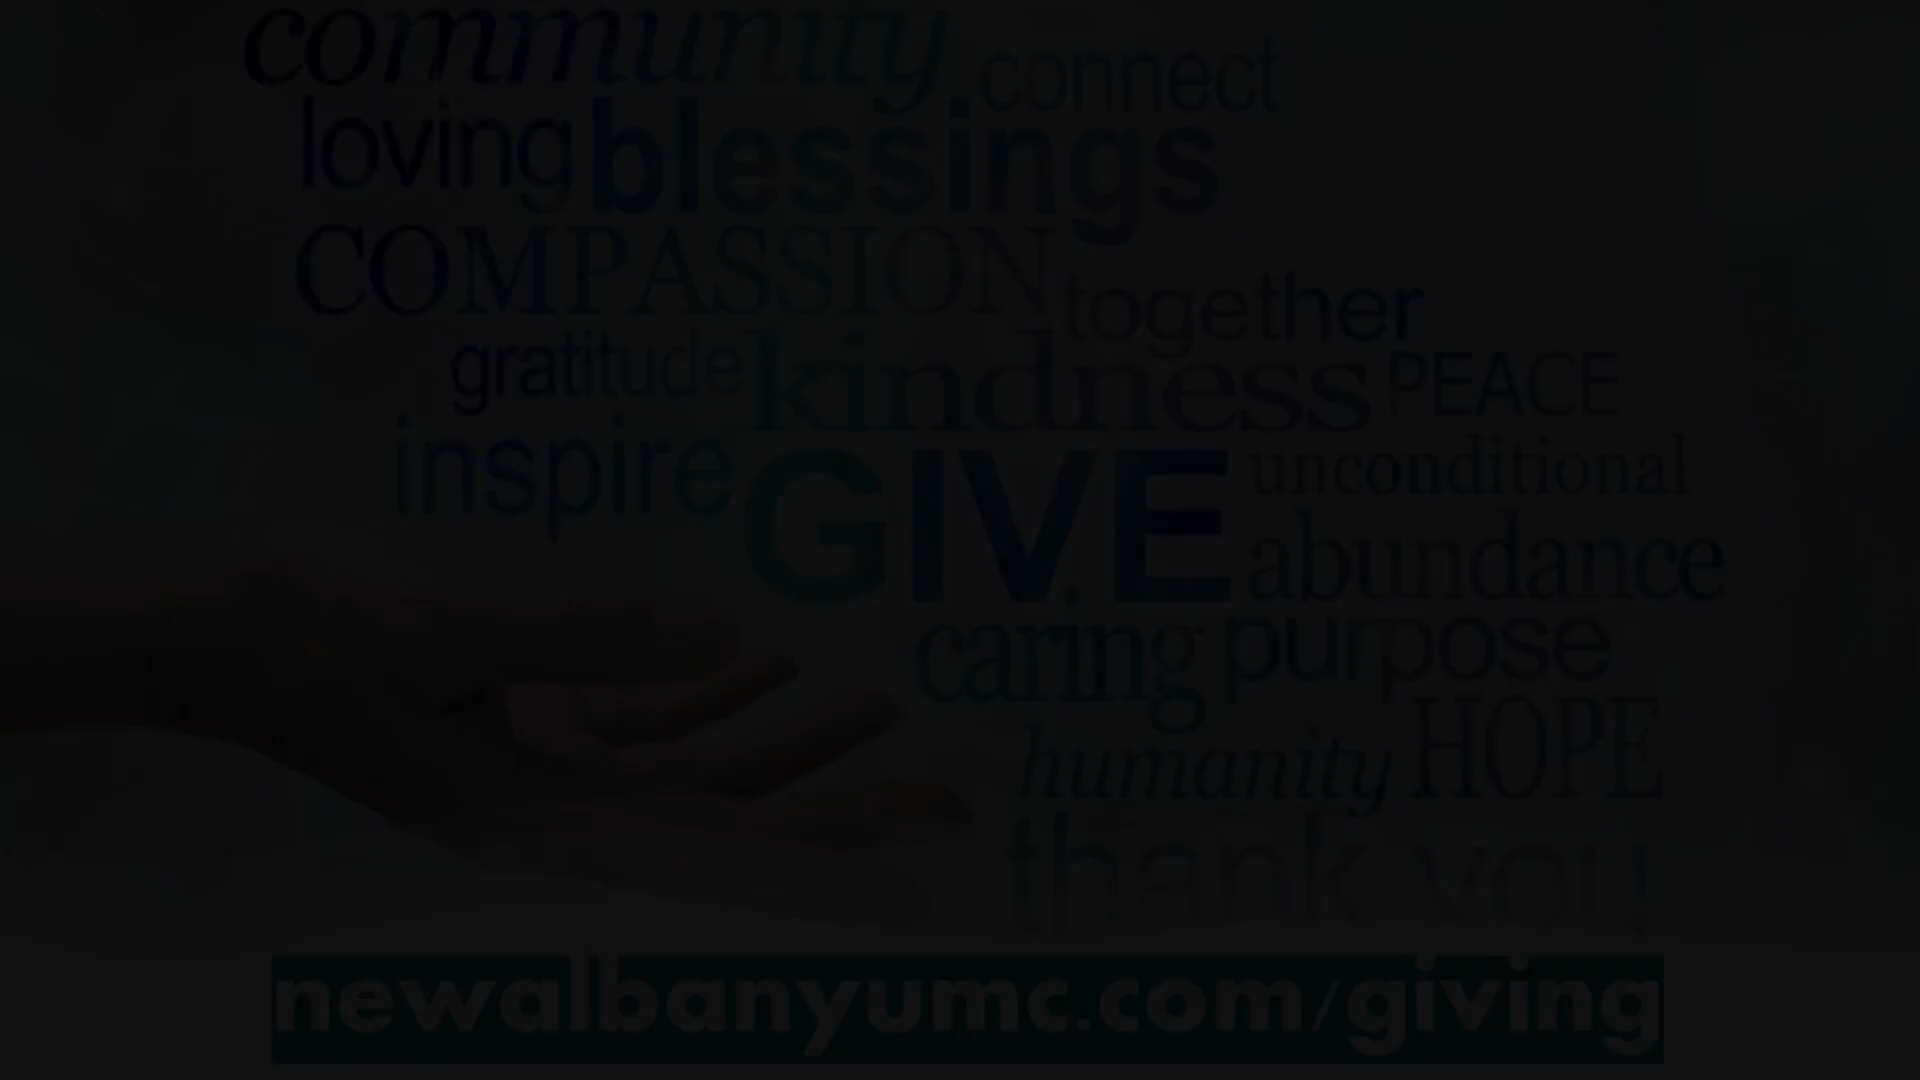 community connect
loving blessings
COMPASSION together
gratitude kindness PEACE
inspire GIVE unconditional
abundance
caring purpose
humanity HOPE
thank you
newalbanyumc.com/giving